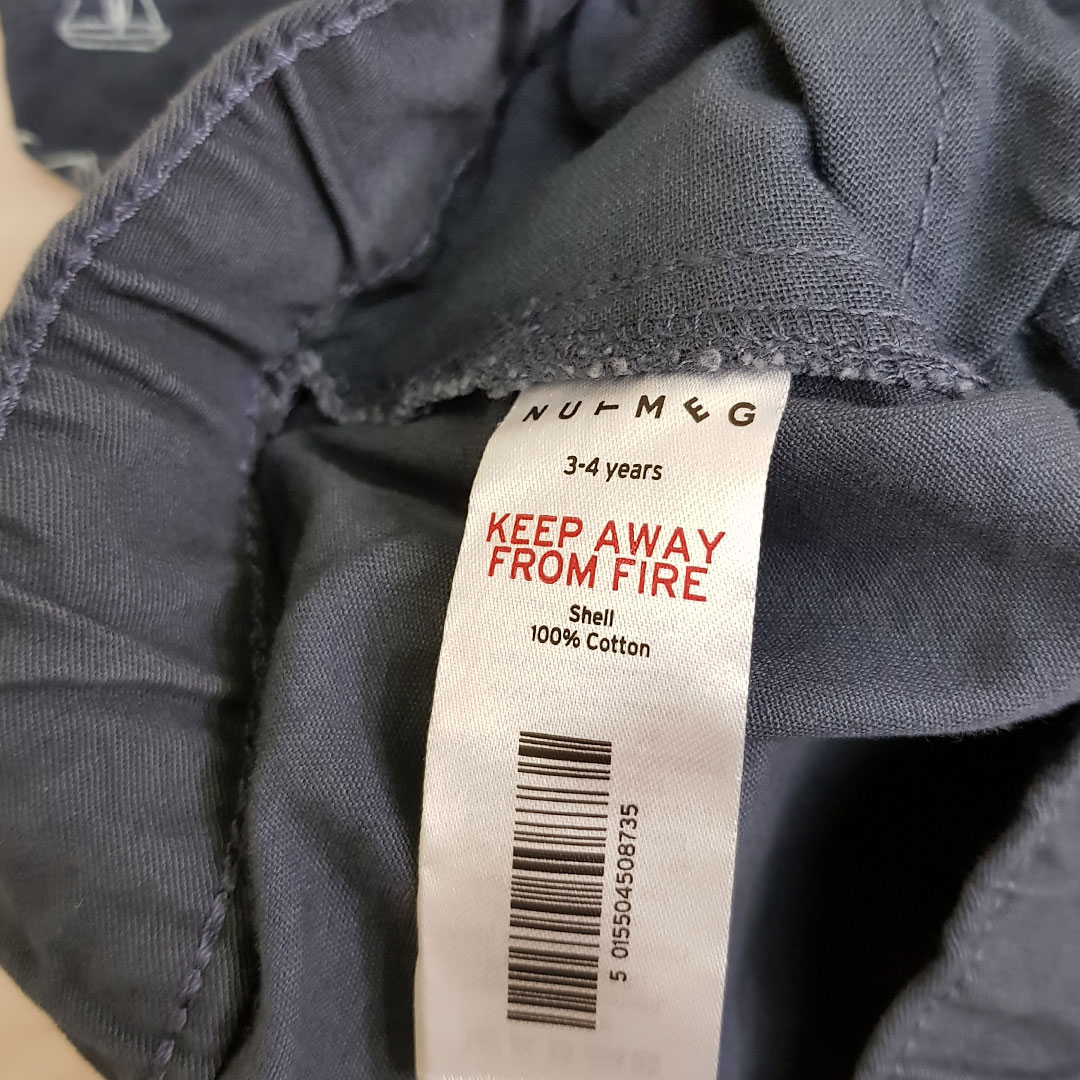 NUTMEG
3-4 years
KEEP AWAY
FROM FIRE
Shell
100% Cotton
5 015504508735